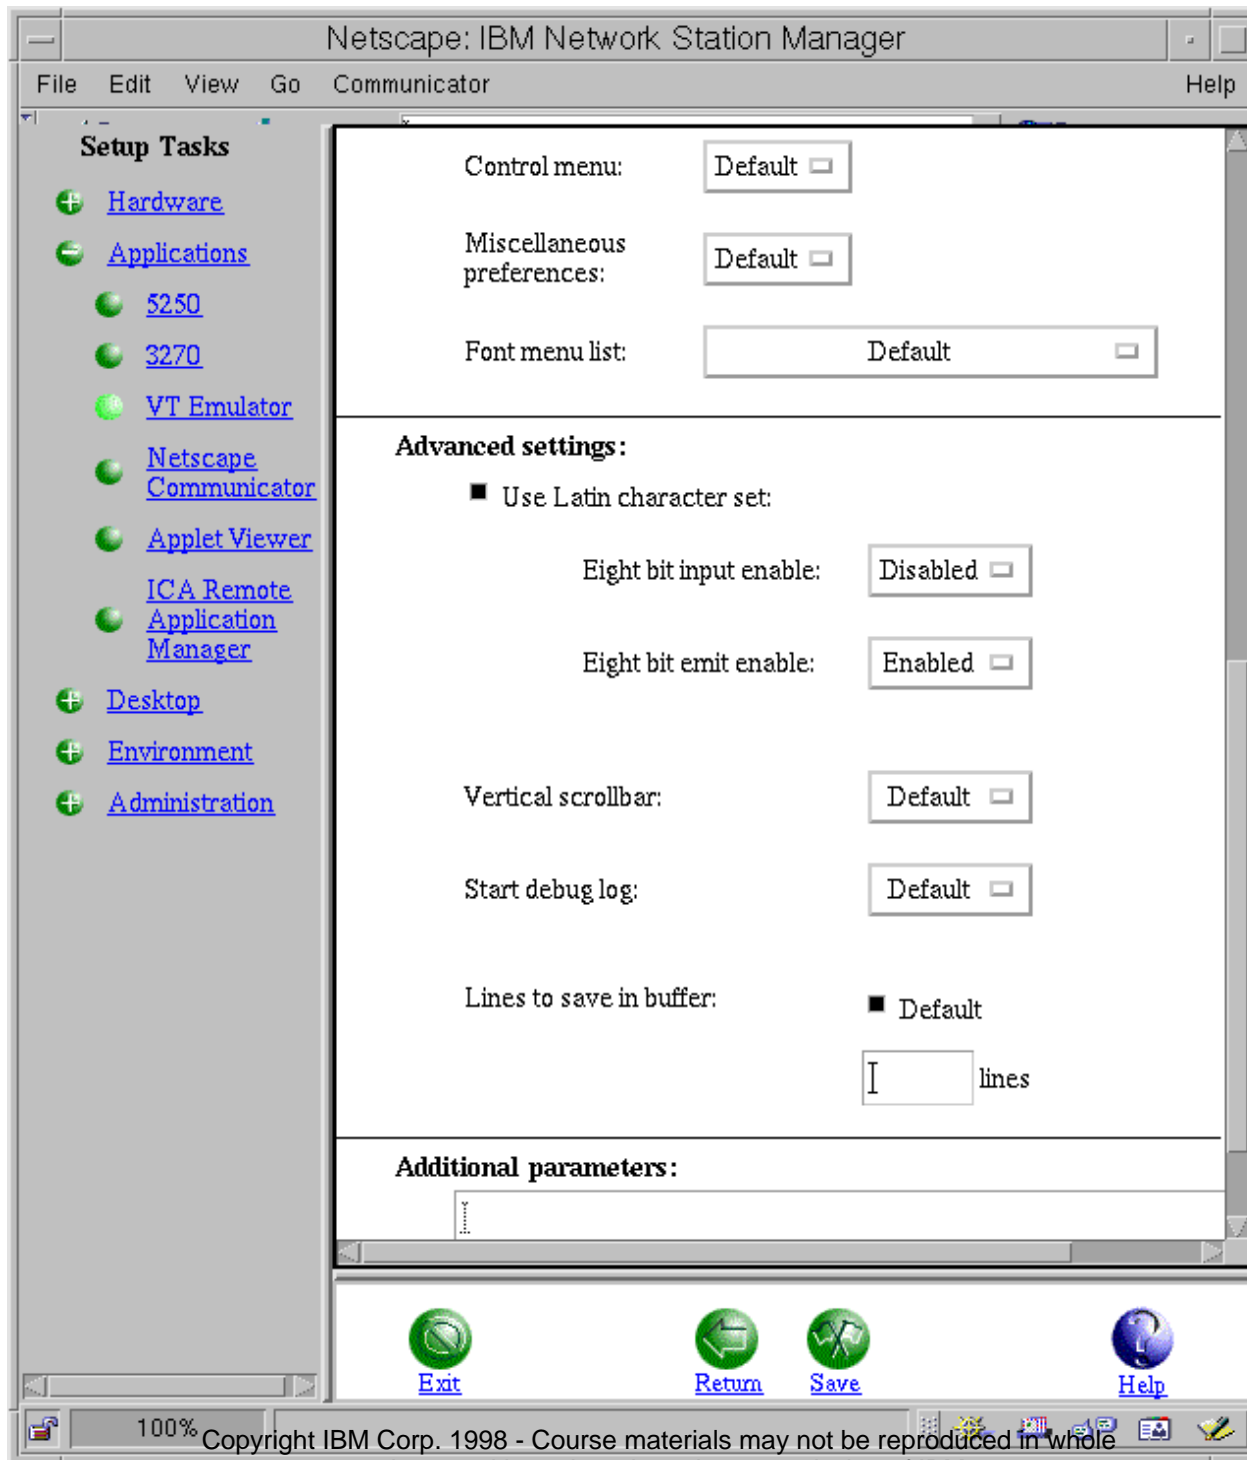 Netscape: IBM Network Station Manager
File Edit View Go Communicator Help
Setup Tasks
Hardware
Applications
5250
3270
VT Emulator
Netscape
Communicator
Applet Viewer
ICA Remote
Application
Manager
Desktop
Environment
Administration
Control menu: Default
Miscellaneous
preferences: Default
Font menu list: Default
Advanced settings:
Use Latin character set:
Eight bit input enable: Disabled
Eight bit emit enable: Enabled
Vertical scrollbar: Default
Start debug log: Default
Lines to save in buffer: Default
lines
Additional parameters:
Exit Return Save Help
100%
Copyright IBM Corp. 1998 - Course materials may not be reproduced in whole